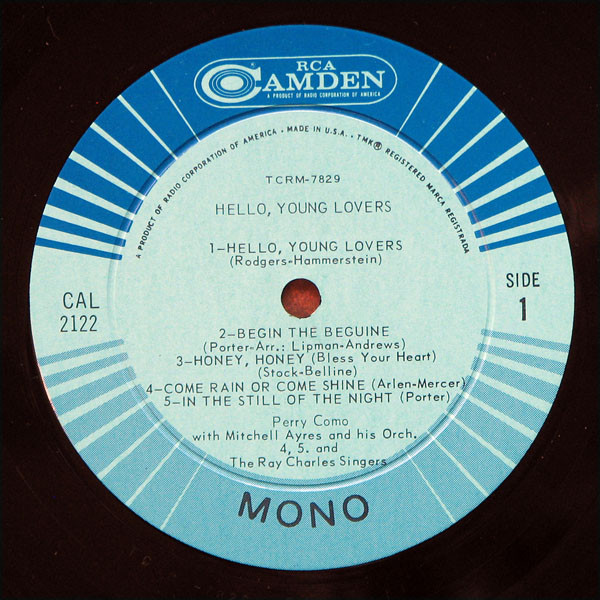 RCA
CAMDEN
A PRODUCT OF RADIO CORPORATION OF AMERICA
A PRODUCT OF RADIO CORPORATION OF AMERICA • MADE IN U.S.A. • TMK ® REGISTERED MARCA REGISTRADA
TCRM-7829
HELLO, YOUNG LOVERS
1-HELLO, YOUNG LOVERS
(Rodgers-Hammerstein)
CAL
2122
SIDE
1
2-BEGIN THE BEGUINE
(Porter-Arr.: Lipman-Andrews)
3-HONEY, HONEY (Bless Your Heart)
(Stock-Belline)
4-COME RAIN OR COME SHINE (Arlen-Mercer)
5-IN THE STILL OF THE NIGHT (Porter)
Perry Como
with Mitchell Ayres and his Orch.
4, 5. and
The Ray Charles Singers
MONO